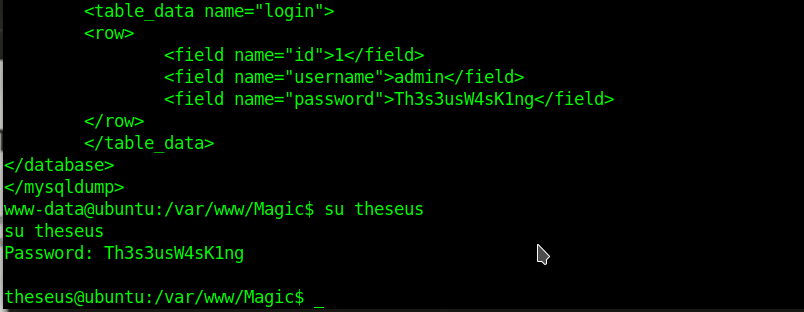 <table_data name="login">
<row>
<field name="id">1</field>
<field name="username">admin</field>
<field name="password">Th3s3usW4sK1ng</field>
</row>
</table_data>
</database>
</mysqldump>
www-data@ubuntu:/var/www/Magic$ su theseus
su theseus
Password: Th3s3usW4sK1ng
theseus@ubuntu:/var/www/Magic$ _